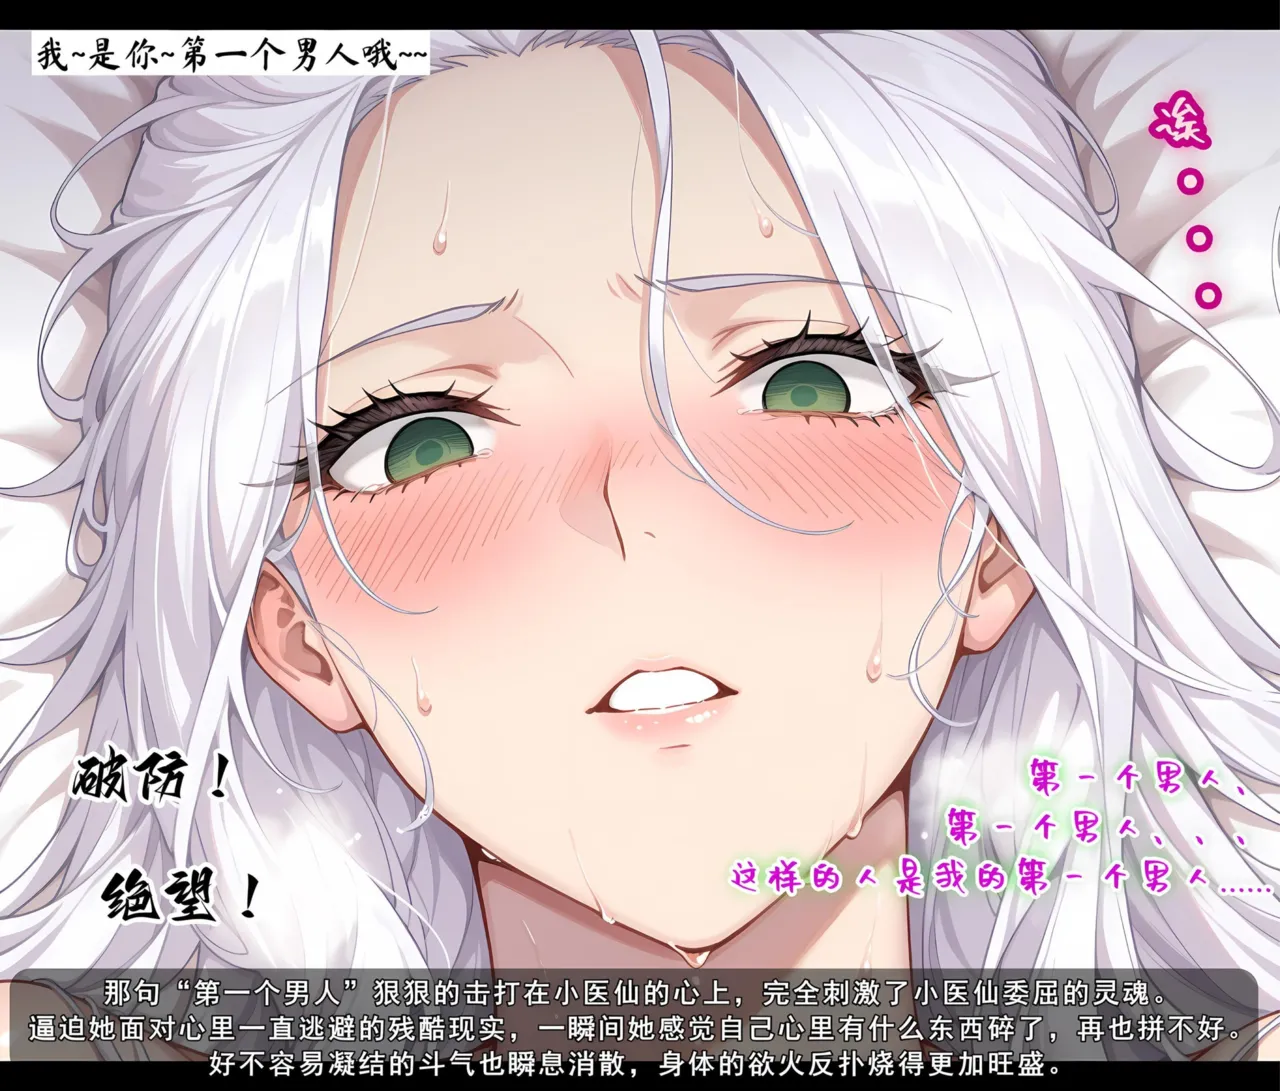 我~是你~第一个男人哦~~
诶。。。
破防！
绝望！
第一个男人、
第一个男人、、、
这样的人是我的第一个男人……
那句“第一个男人”狠狠的击打在小医仙的心上，完全刺激了小医仙委屈的灵魂。
逼迫她面对心里一直逃避的残酷现实，一瞬间她感觉自己心里有什么东西碎了，再也拼不好。
好不容易凝结的斗气也瞬息消散，身体的欲火反扑烧得更加旺盛。